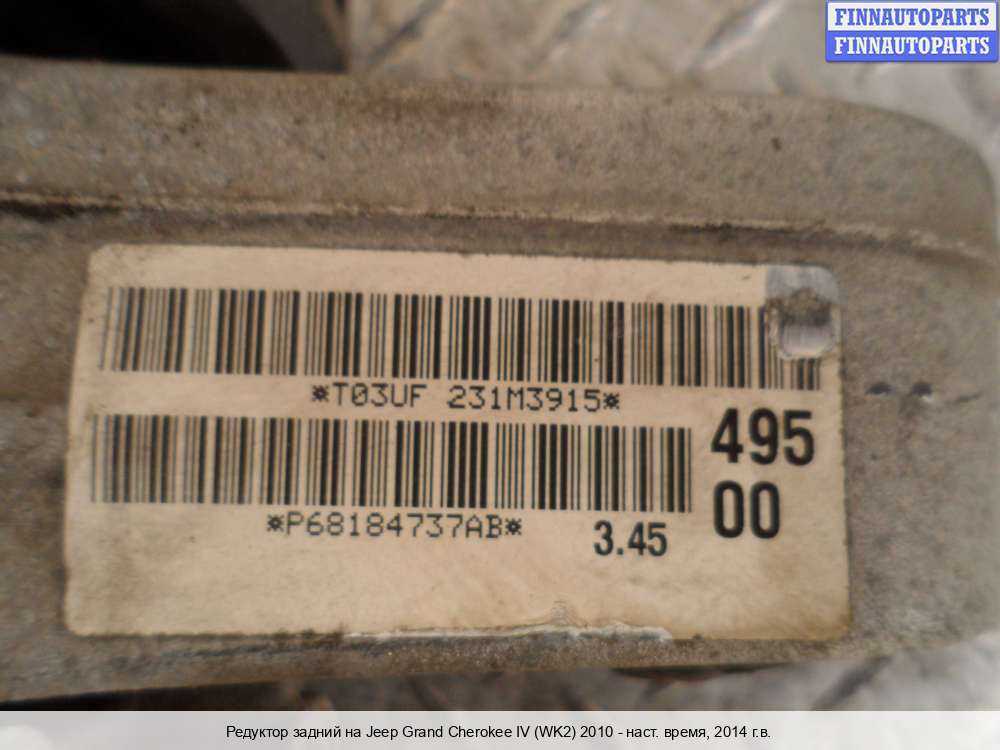 FINNAUTOPARTS
FINNAUTOPARTS
*T03UF 231M3915*
495
00
*P68184737AB*
3.45
Редуктор задний на Jeep Grand Cherokee IV (WK2) 2010 - наст. время, 2014 г.в.